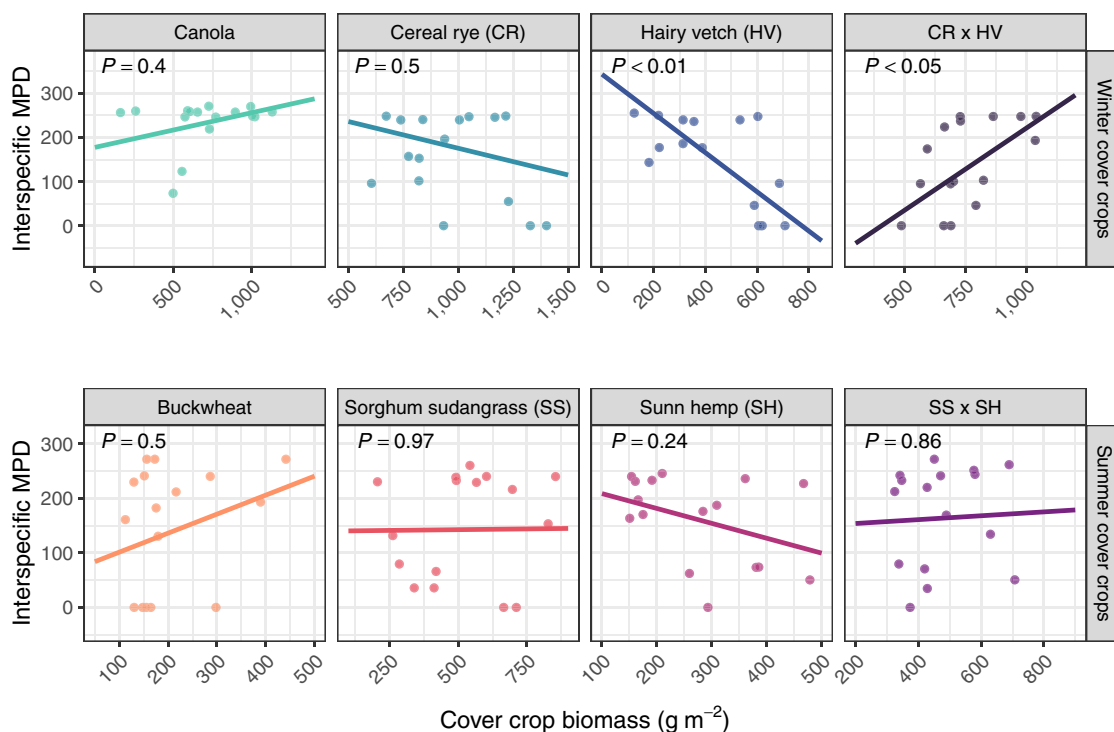 Canola Cereal rye (CR) Hairy vetch (HV) CR x HV
P = 0.4 P = 0.5 P < 0.01 P < 0.05
Interspecific MPD
300
200
100
0
Winter cover crops
0 500 1,000 500 750 1,000 1,250 1,500 0 200 400 600 800 500 750 1,000
Buckwheat Sorghum sudangrass (SS) Sunn hemp (SH) SS x SH
P = 0.5 P = 0.97 P = 0.24 P = 0.86
Interspecific MPD
300
200
100
0
Summer cover crops
100 200 300 400 500 250 500 750 100 200 300 400 500 200 400 600 800
Cover crop biomass (g m⁻²)